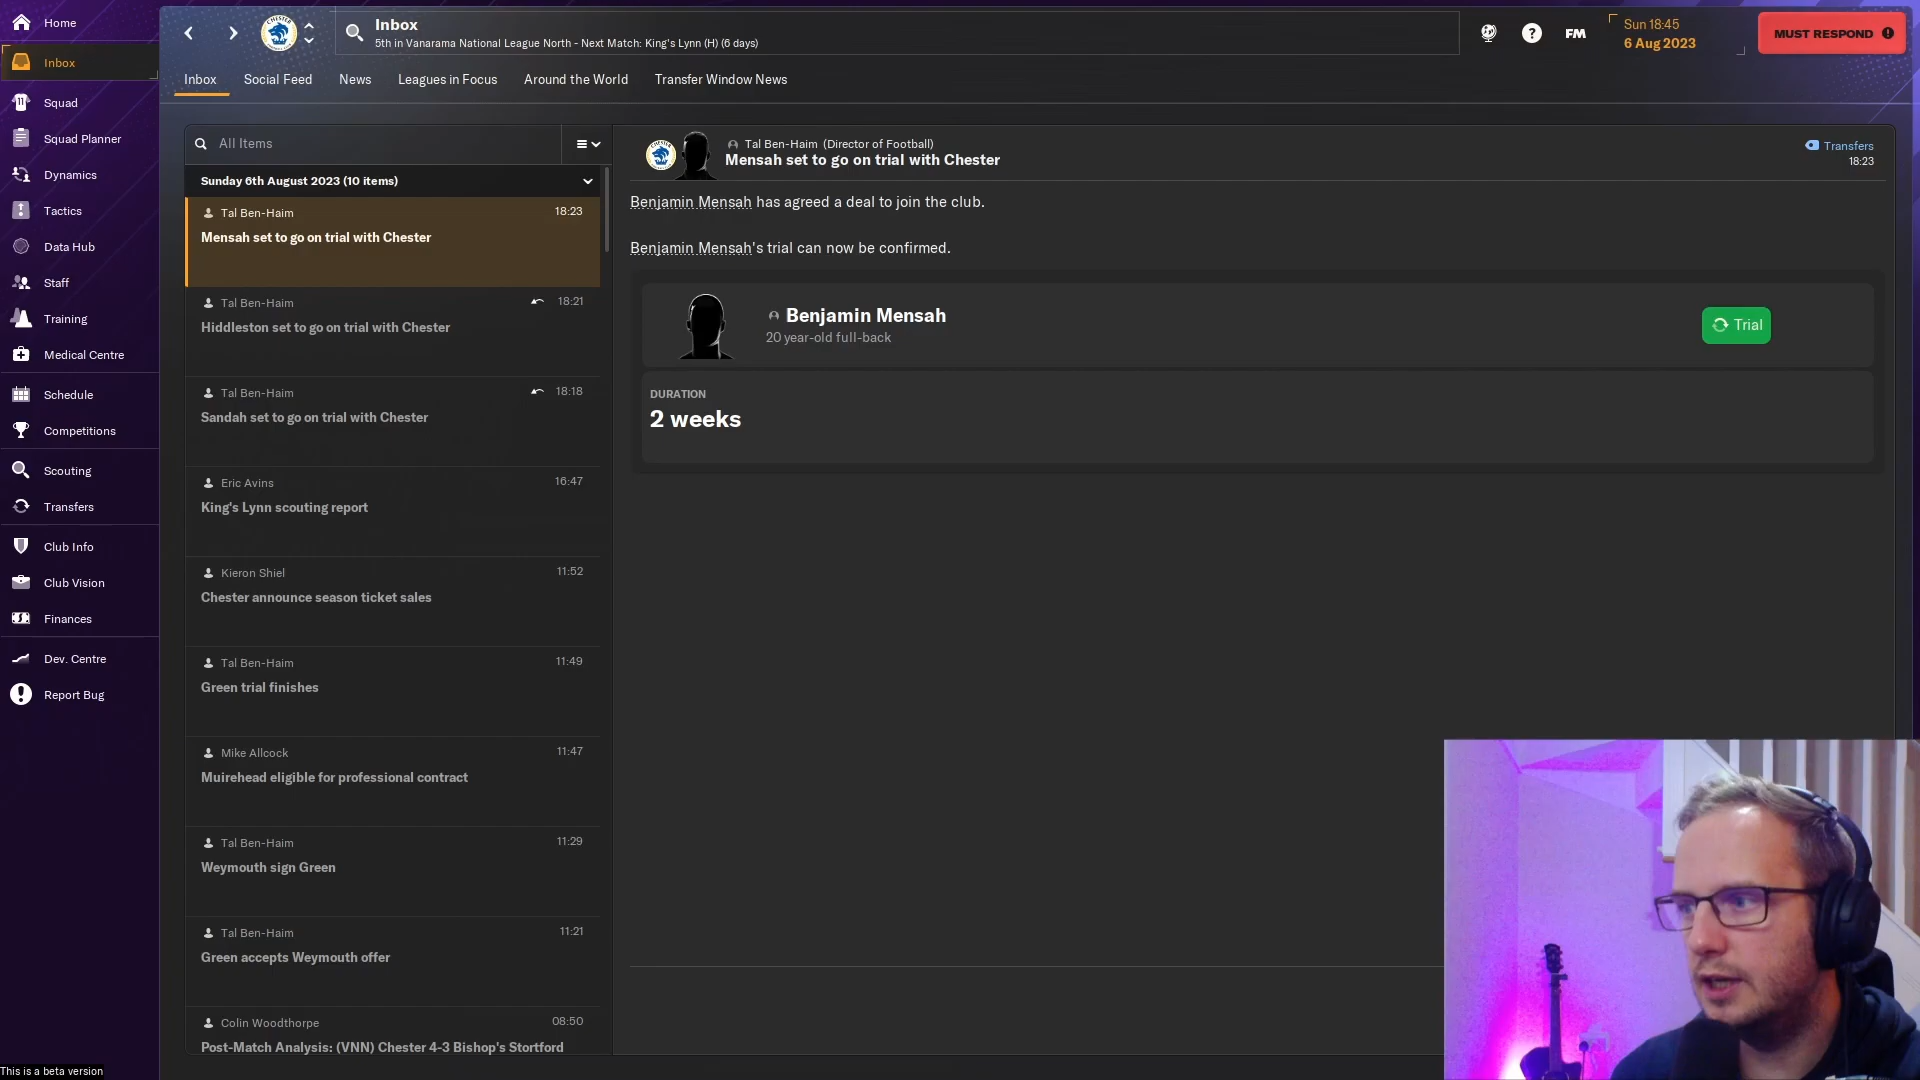 Home
Inbox
Squad
Squad Planner
Dynamics
Tactics
Data Hub
Staff
Training
Medical Centre
Schedule
Competitions
Scouting
Transfers
Club Info
Club Vision
Finances
Dev. Centre
Report Bug
This is a beta version
Inbox
5th in Vanarama National League North - Next Match: King's Lynn (H) (6 days)
FM
Sun 18:45
6 Aug 2023
MUST RESPOND
Inbox Social Feed News Leagues in Focus Around the World Transfer Window News
All Items
Sunday 6th August 2023 (10 items)
Tal Ben-Haim 18:23
Mensah set to go on trial with Chester
Tal Ben-Haim 18:21
Hiddleston set to go on trial with Chester
Tal Ben-Haim 18:18
Sandah set to go on trial with Chester
Eric Avins 16:47
King's Lynn scouting report
Kieron Shiel 11:52
Chester announce season ticket sales
Tal Ben-Haim 11:49
Green trial finishes
Mike Allcock 11:47
Muirehead eligible for professional contract
Tal Ben-Haim 11:29
Weymouth sign Green
Tal Ben-Haim 11:21
Green accepts Weymouth offer
Colin Woodthorpe 08:50
Post-Match Analysis: (VNN) Chester 4-3 Bishop's Stortford
Tal Ben-Haim (Director of Football)
Mensah set to go on trial with Chester
Transfers
18:23
Benjamin Mensah has agreed a deal to join the club.
Benjamin Mensah's trial can now be confirmed.
Benjamin Mensah
20 year-old full-back
Trial
DURATION
2 weeks